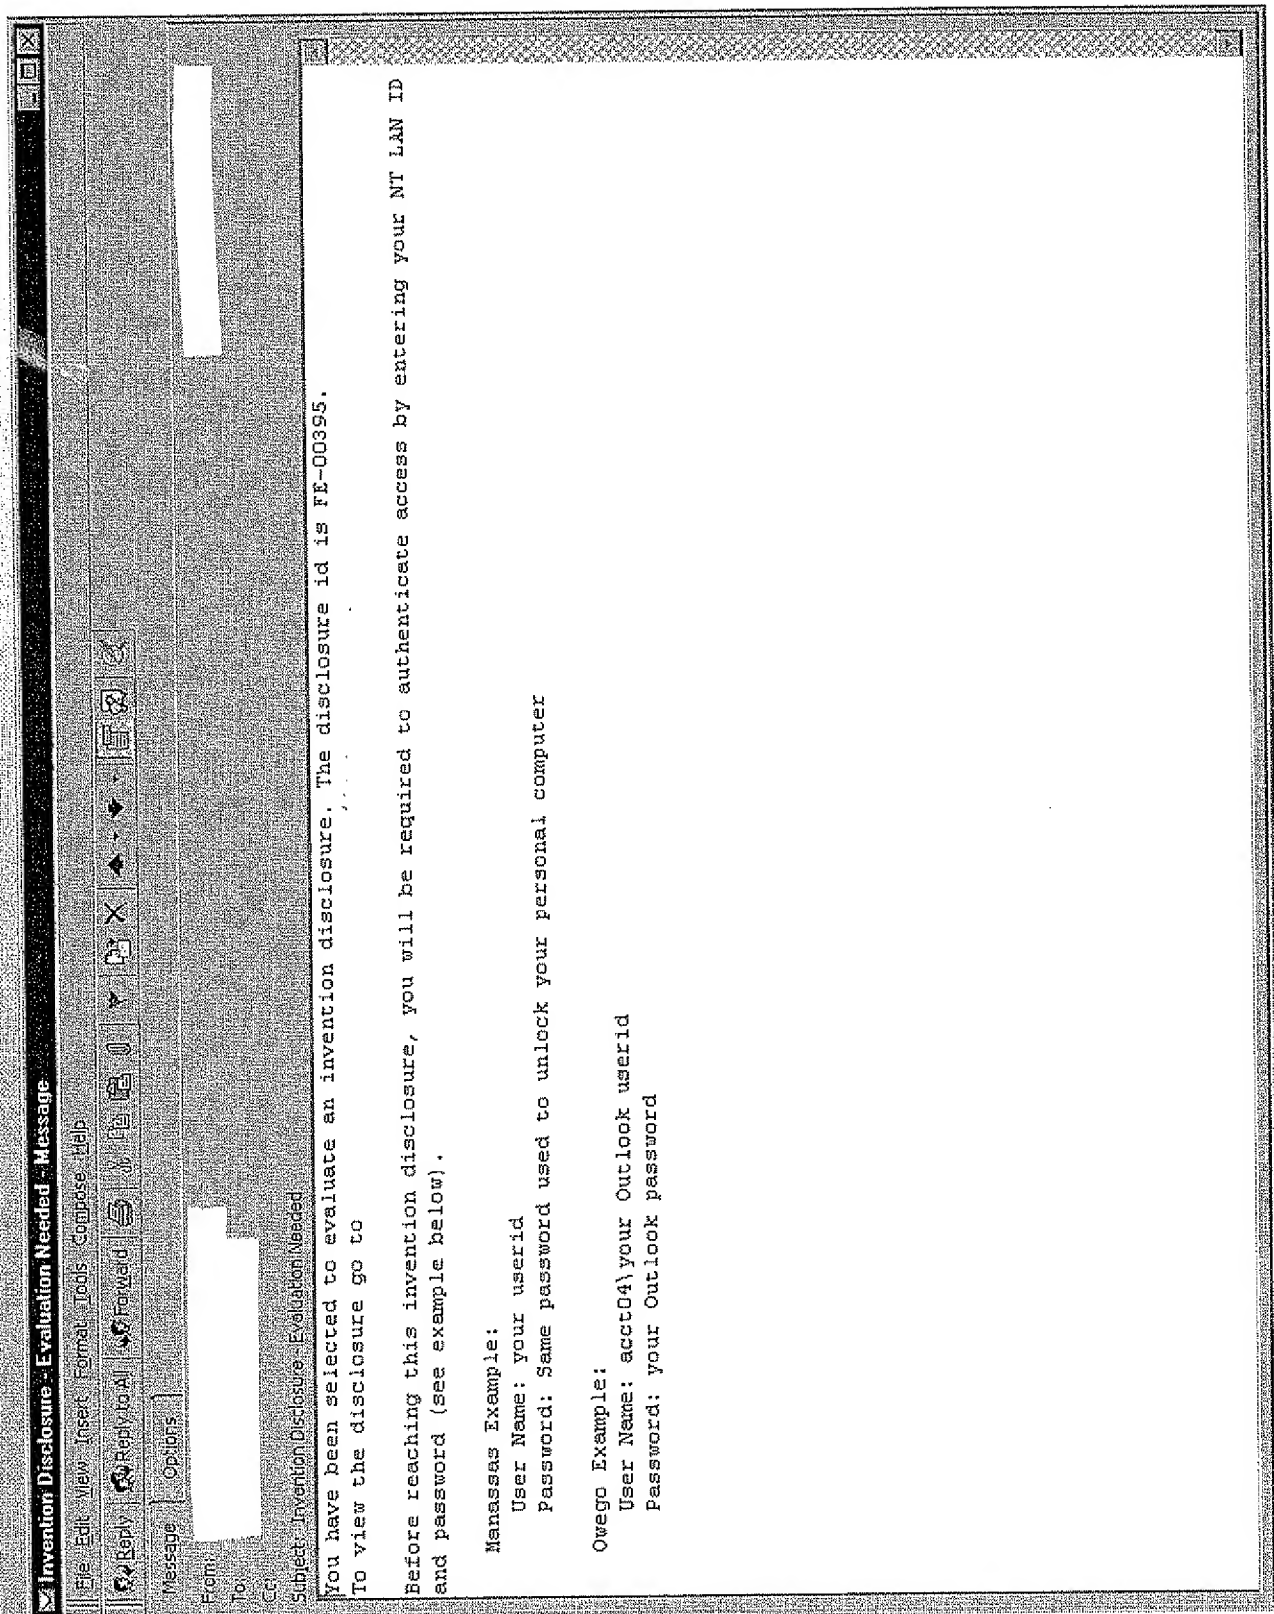 Invention Disclosure - Evaluation Needed - Message
File Edit View Insert Format Tools Compose Help
Reply Reply to All Forward
Message Options
From:
To:
Cc:
Subject: Invention Disclosure - Evaluation Needed
You have been selected to evaluate an invention disclosure. The disclosure id is FE-00395.
To view the disclosure go to
Before reaching this invention disclosure, you will be required to authenticate access by entering your NT LAN ID
and password (see example below).
Manassas Example:
User Name: your userid
Password: Same password used to unlock your personal computer
Owego Example:
User Name: acct04\your Outlook userid
Password: your Outlook password